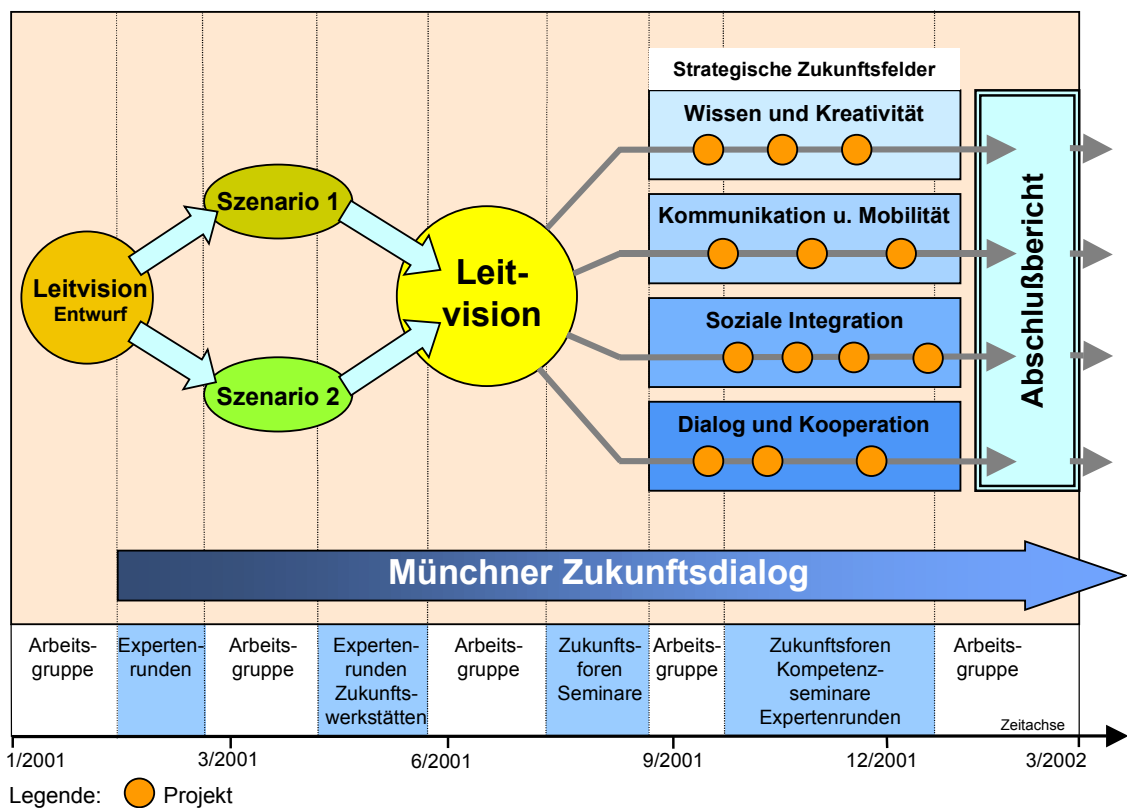 Strategische Zukunftsfelder
Wissen und Kreativität
Szenario 1
Kommunikation u. Mobilität
Leitvision
Entwurf
Leit-
vision
Soziale Integration
Szenario 2
Dialog und Kooperation
Abschlußbericht
Münchner Zukunftsdialog
Arbeits-
gruppe
Experten-
runden
Arbeits-
gruppe
Experten-
runden
Zukunfts-
werkstätten
Arbeits-
gruppe
Zukunfts-
foren
Seminare
Arbeits-
gruppe
Zukunftsforen
Kompetenz-
seminare
Expertenrunden
Arbeits-
gruppe
Zeitachse
1/2001
3/2001
6/2001
9/2001
12/2001
3/2002
Legende: Projekt